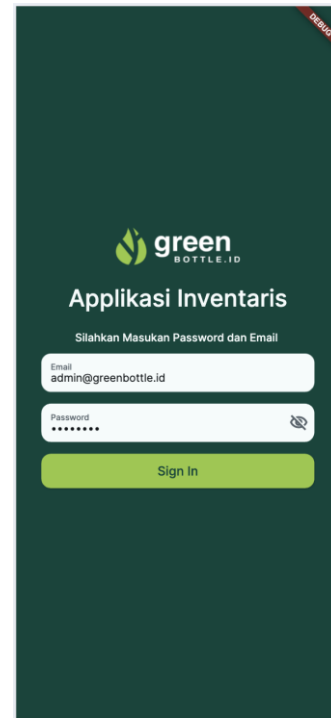 DEBUG
green
BOTTLE.ID
Applikasi Inventaris
Silahkan Masukan Password dan Email
Email
admin@greenbottle.id
Password
••••••••
Sign In